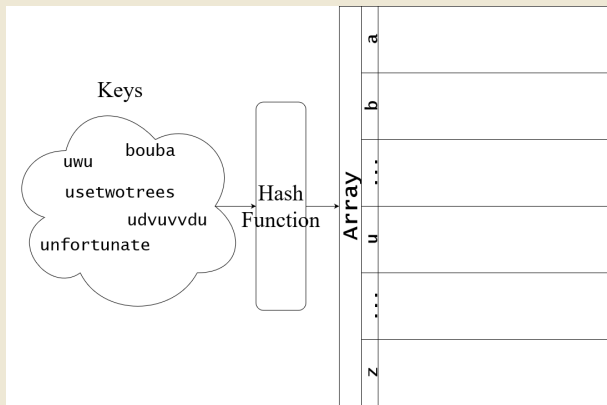 Keys
uwu
bouba
usetwotrees
udvuvvdu
unfortunate
Hash
Function
Array
a
b
...
u
...
z